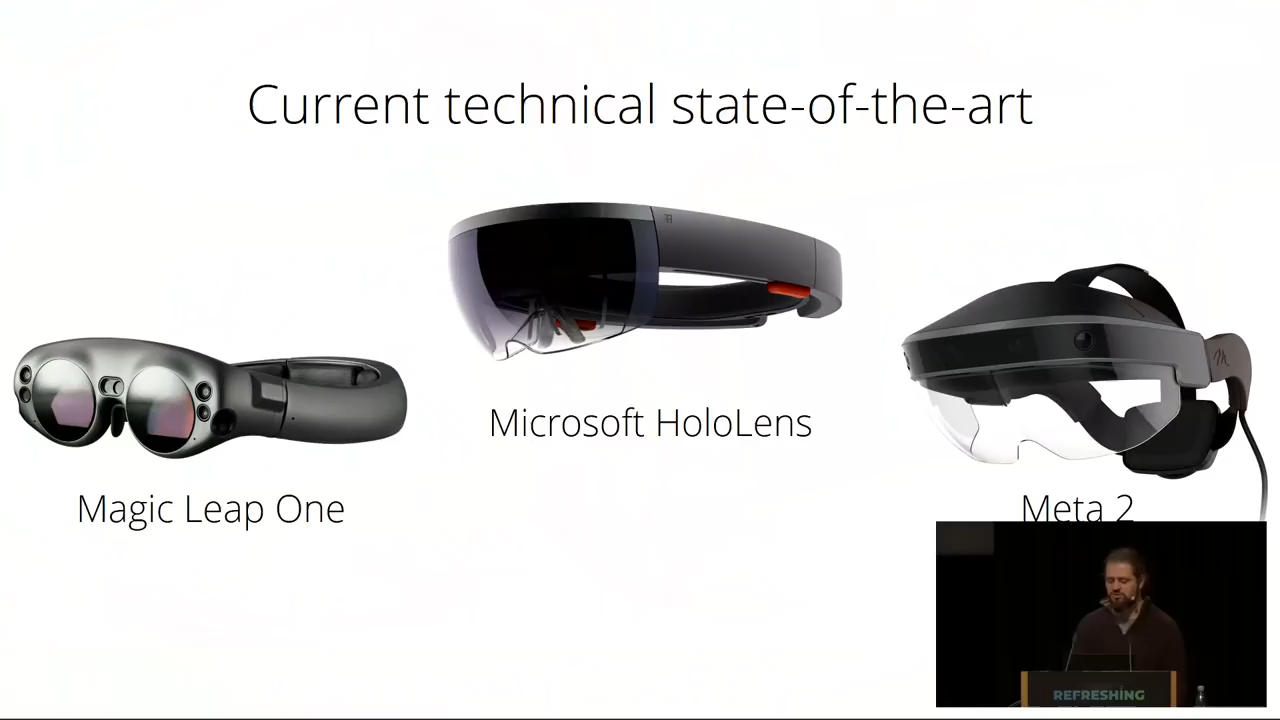 Current technical state-of-the-art
Microsoft HoloLens
Magic Leap One
Meta 2
REFRESHING